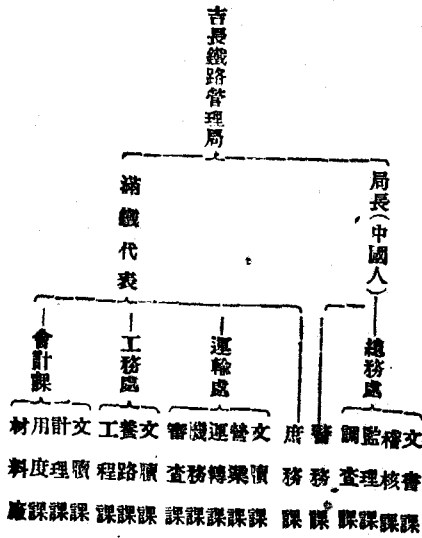 吉長鐵路管理局
局長(中國人)
總務處
文書課
稽核課
監理課
調查課
警務課
庶務課
滿鐵代表
運輸處
文牘課
營業課
運轉課
機務課
審查課
工務處
文牘課
養路課
工程課
會計課
文牘課
計理課
用度課
材料廠